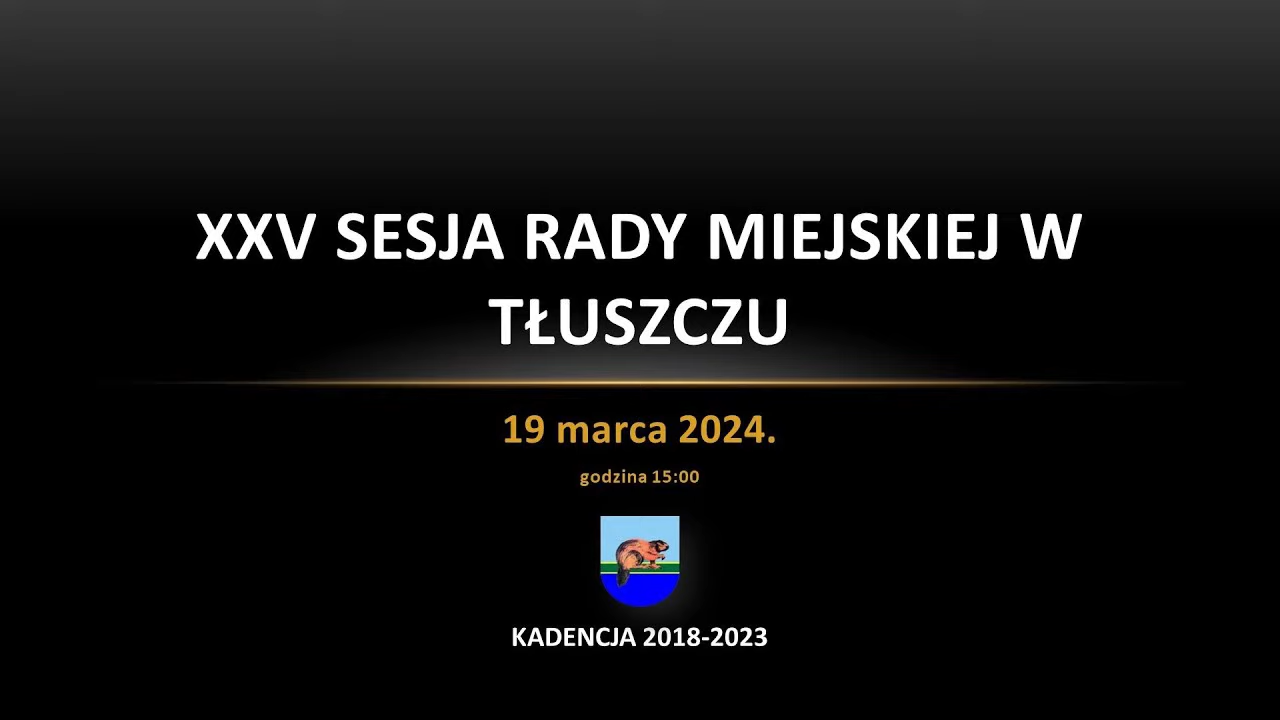 XXV SESJA RADY MIEJSKIEJ W
TŁUSZCZU
19 marca 2024.
godzina 15:00
KADENCJA 2018-2023